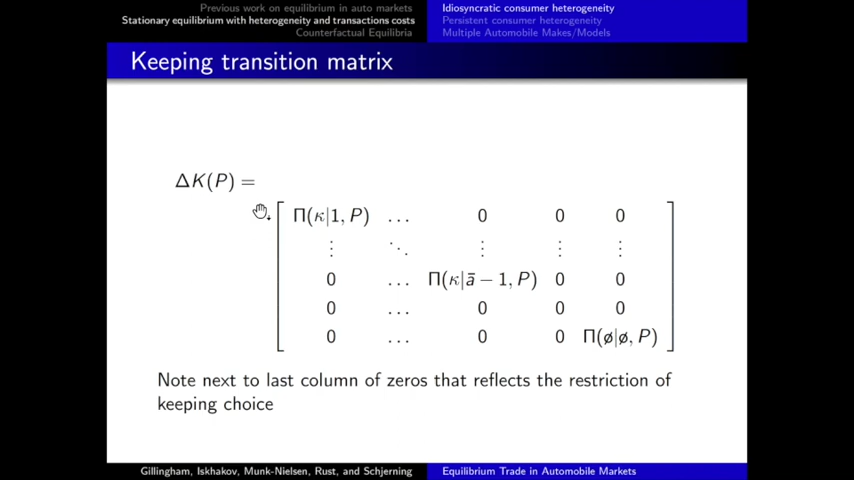 Previous work on equilibrium in auto markets
Stationary equilibrium with heterogeneity and transactions costs
Counterfactual Equilibria
Idiosyncratic consumer heterogeneity
Persistent consumer heterogeneity
Multiple Automobile Makes/Models
Keeping transition matrix
ΔK(P) =
Π(κ|1, P) … 0 0 0
⋮ ⋱ ⋮ ⋮ ⋮
0 … Π(κ|ā − 1, P) 0 0
0 … 0 0 0
0 … 0 0 Π(ø|ø, P)
Note next to last column of zeros that reflects the restriction of
keeping choice
Gillingham, Iskhakov, Munk-Nielsen, Rust, and Schjerning
Equilibrium Trade in Automobile Markets